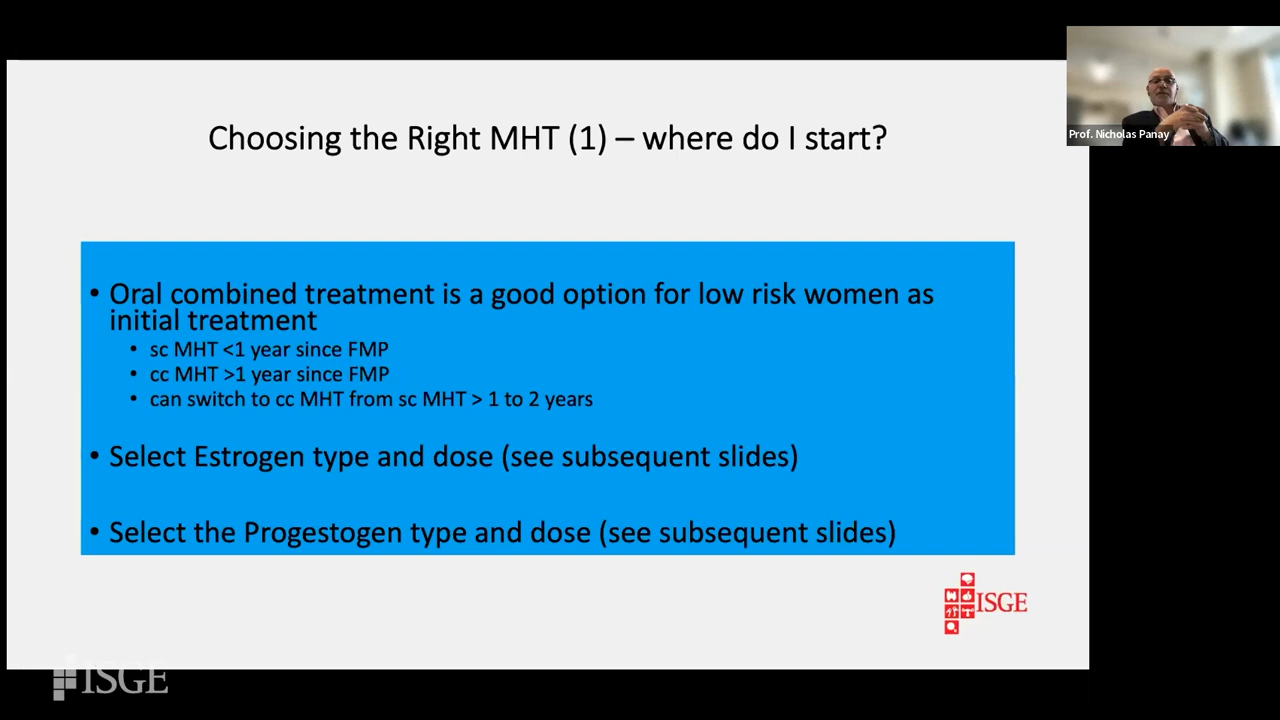 Prof. Nicholas Panay
Choosing the Right MHT (1) – where do I start?
• Oral combined treatment is a good option for low risk women as
initial treatment
• sc MHT <1 year since FMP
• cc MHT >1 year since FMP
• can switch to cc MHT from sc MHT > 1 to 2 years
• Select Estrogen type and dose (see subsequent slides)
• Select the Progestogen type and dose (see subsequent slides)
ISGE
ISGE